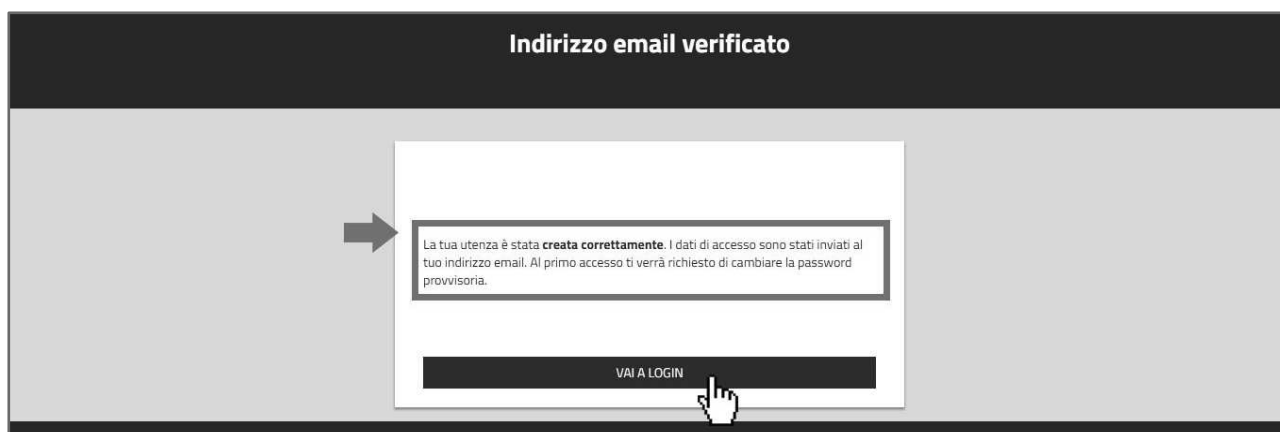 Indirizzo email verificato
La tua utenza è stata creata correttamente. I dati di accesso sono stati inviati al
tuo indirizzo email. Al primo accesso ti verrà richiesto di cambiare la password
provvisoria.
VAI A LOGIN